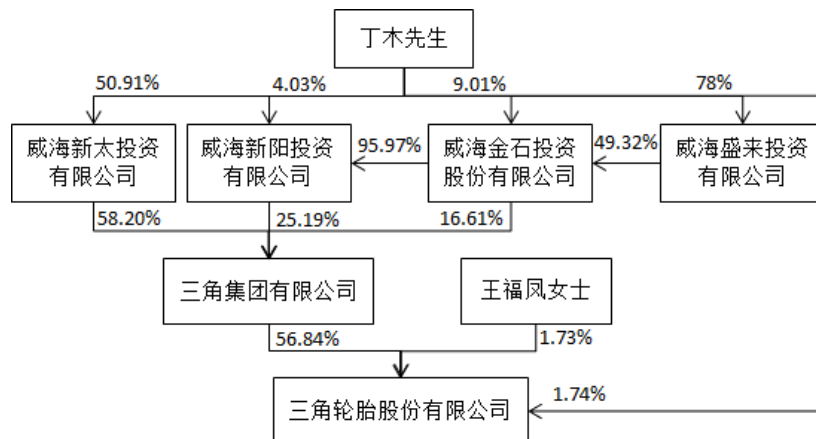 丁木先生
50.91%
4.03%
9.01%
78%
威海新太投资
有限公司
威海新阳投资
有限公司
95.97%
威海金石投资
股份有限公司
49.32%
威海盛来投资
有限公司
58.20%
25.19%
16.61%
三角集团有限公司
王福凤女士
56.84%
1.73%
三角轮胎股份有限公司
1.74%